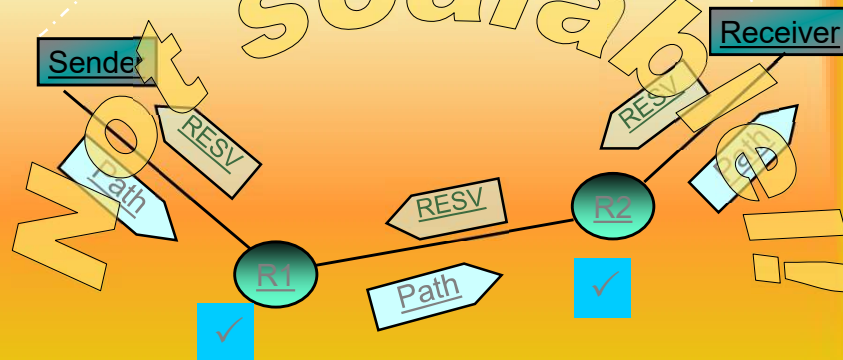 Not scalable!!
Sender
Receiver
RESV
RESV
Path
Path
RESV
R2
R1
Path
✓
✓